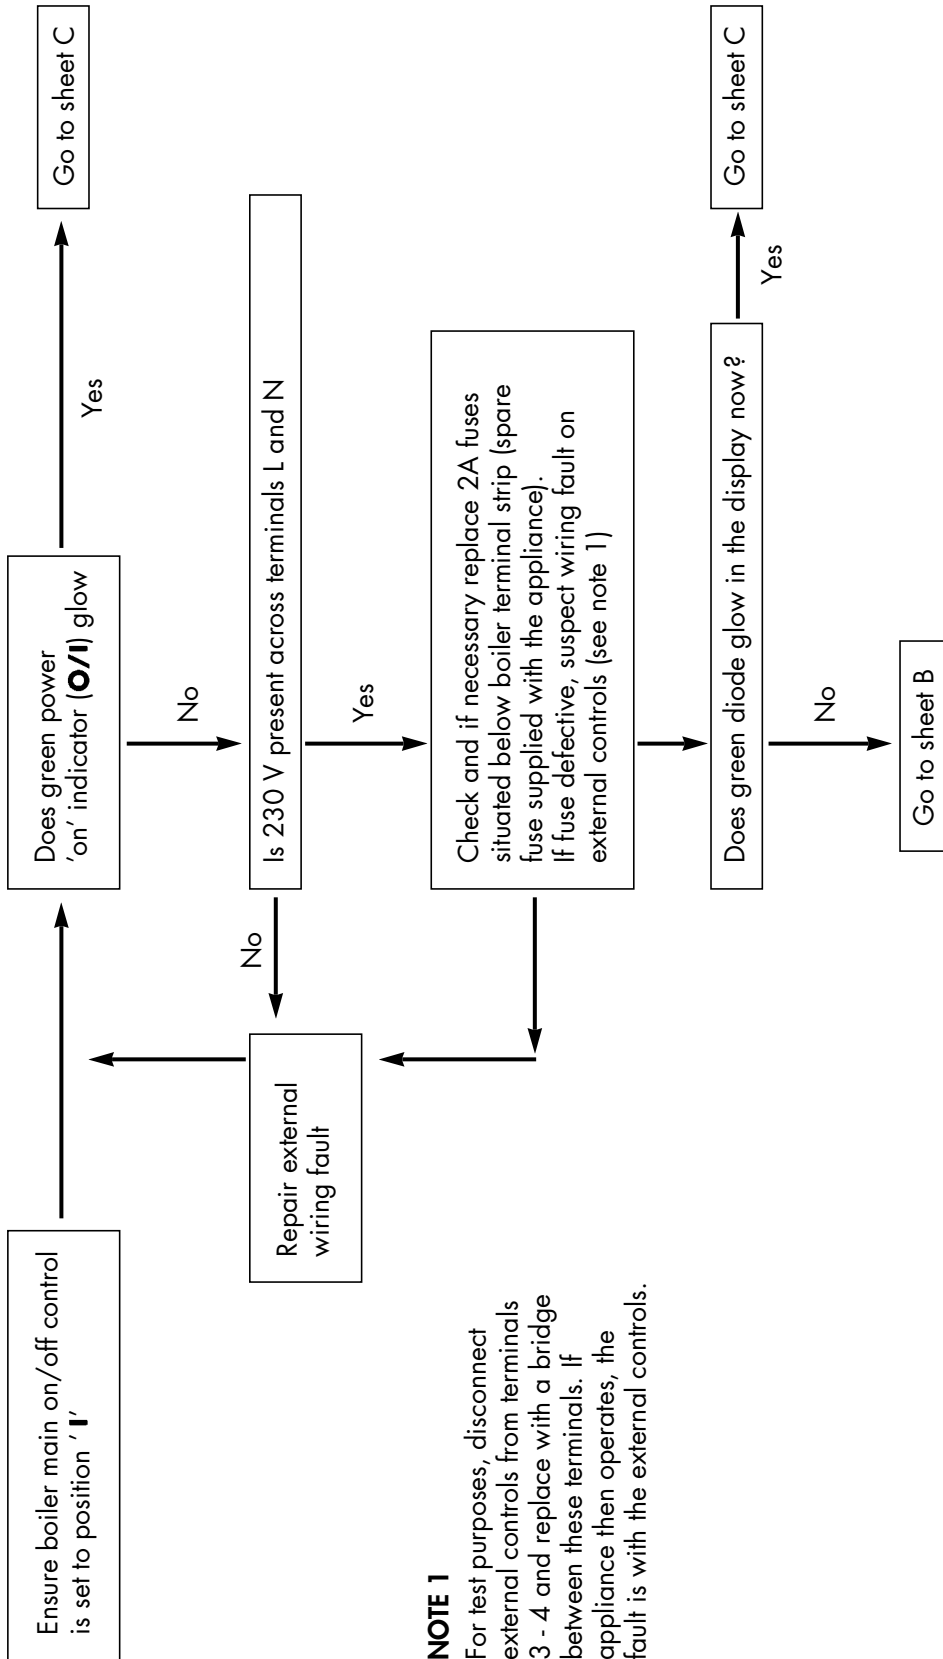 Ensure boiler main on/off control
is set to position ' I'
Does green power
'on' indicator (O/I) glow
Yes
Go to sheet C
No
Is 230 V present across terminals L and N
No
Repair external
wiring fault
Yes
Check and if necessary replace 2A fuses
situated below boiler terminal strip (spare
fuse supplied with the appliance).
If fuse defective, suspect wiring fault on
external controls (see note 1)
Does green diode glow in the display now?
Yes
Go to sheet C
No
Go to sheet B
NOTE 1
For test purposes, disconnect
external controls from terminals
3 - 4 and replace with a bridge
between these terminals. If
appliance then operates, the
fault is with the external controls.